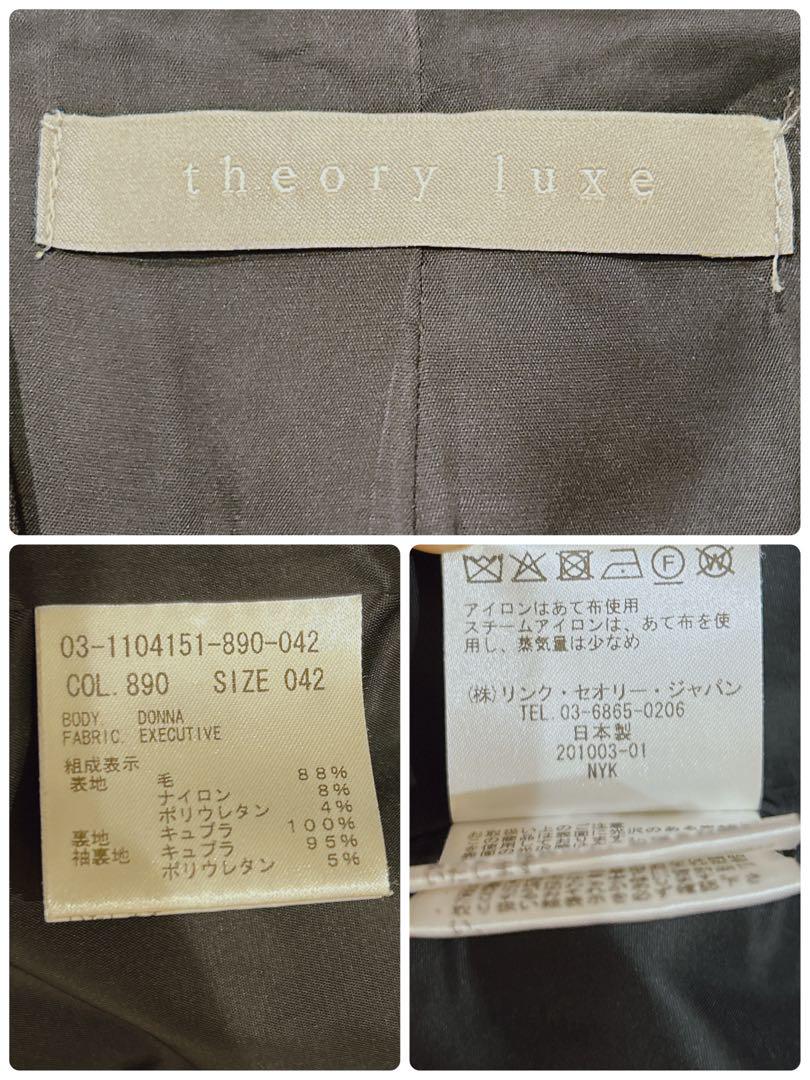 theory luxe
03-1104151-890-042
COL. 890 SIZE 042
BODY. DONNA
FABRIC. EXECUTIVE
組成表示
表地 毛 88%
ナイロン 8%
ポリウレタン 4%
裏地 キュプラ 100%
袖裏地 キュプラ 95%
ポリウレタン 5%
F W
アイロンはあて布使用
スチームアイロンは、あて布を使
用し、蒸気量は少なめ
(株)リンク・セオリー・ジャパン
TEL. 03-6865-0206
日本製
201003-01
NYK